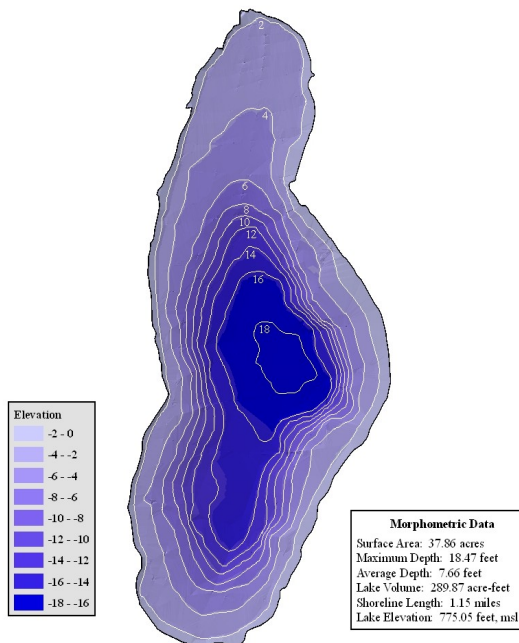 2
4
6
8
10
12
14
16
18
Elevation
-2 - 0
-4 - -2
-6 - -4
-8 - -6
-10 - -8
-12 - -10
-14 - -12
-16 - -14
-18 - -16
Morphometric Data
Surface Area: 37.86 acres
Maximum Depth: 18.47 feet
Average Depth: 7.66 feet
Lake Volume: 289.87 acre-feet
Shoreline Length: 1.15 miles
Lake Elevation: 775.05 feet, msl